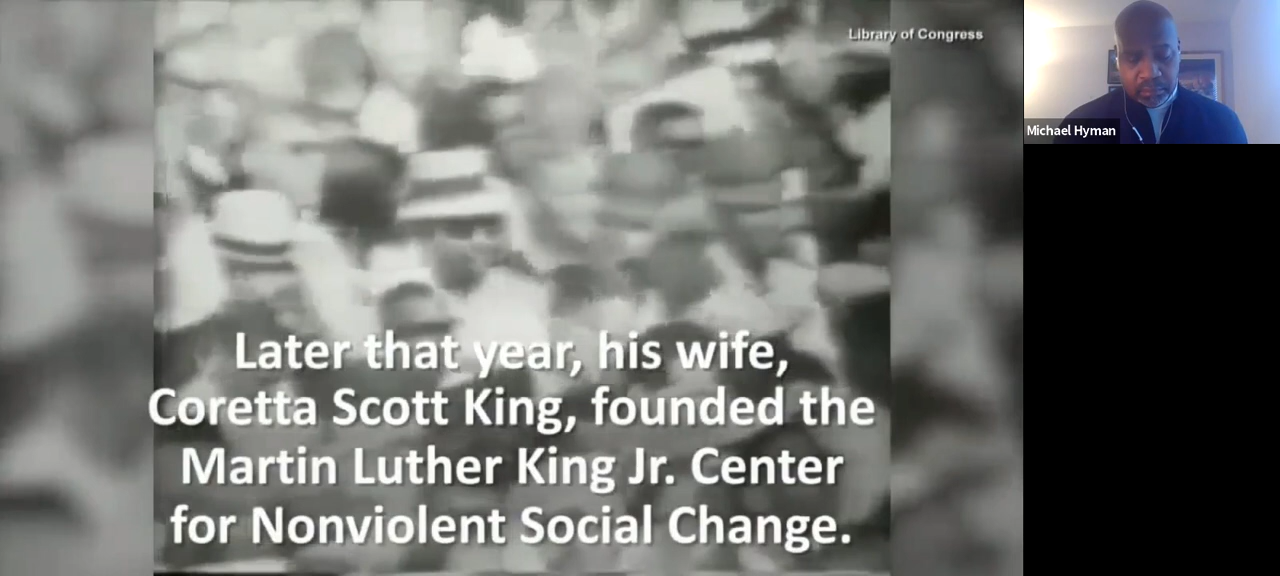 Library of Congress
Michael Hyman
Later that year, his wife,
Coretta Scott King, founded the
Martin Luther King Jr. Center
for Nonviolent Social Change.